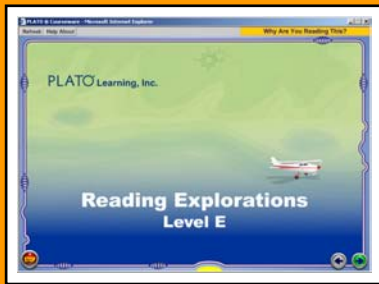 PLATO ® Courseware - Microsoft Internet Explorer
Refresh Help About
Why Are You Reading This?
PLATO® Learning, Inc.
Reading Explorations
Level E
STOP